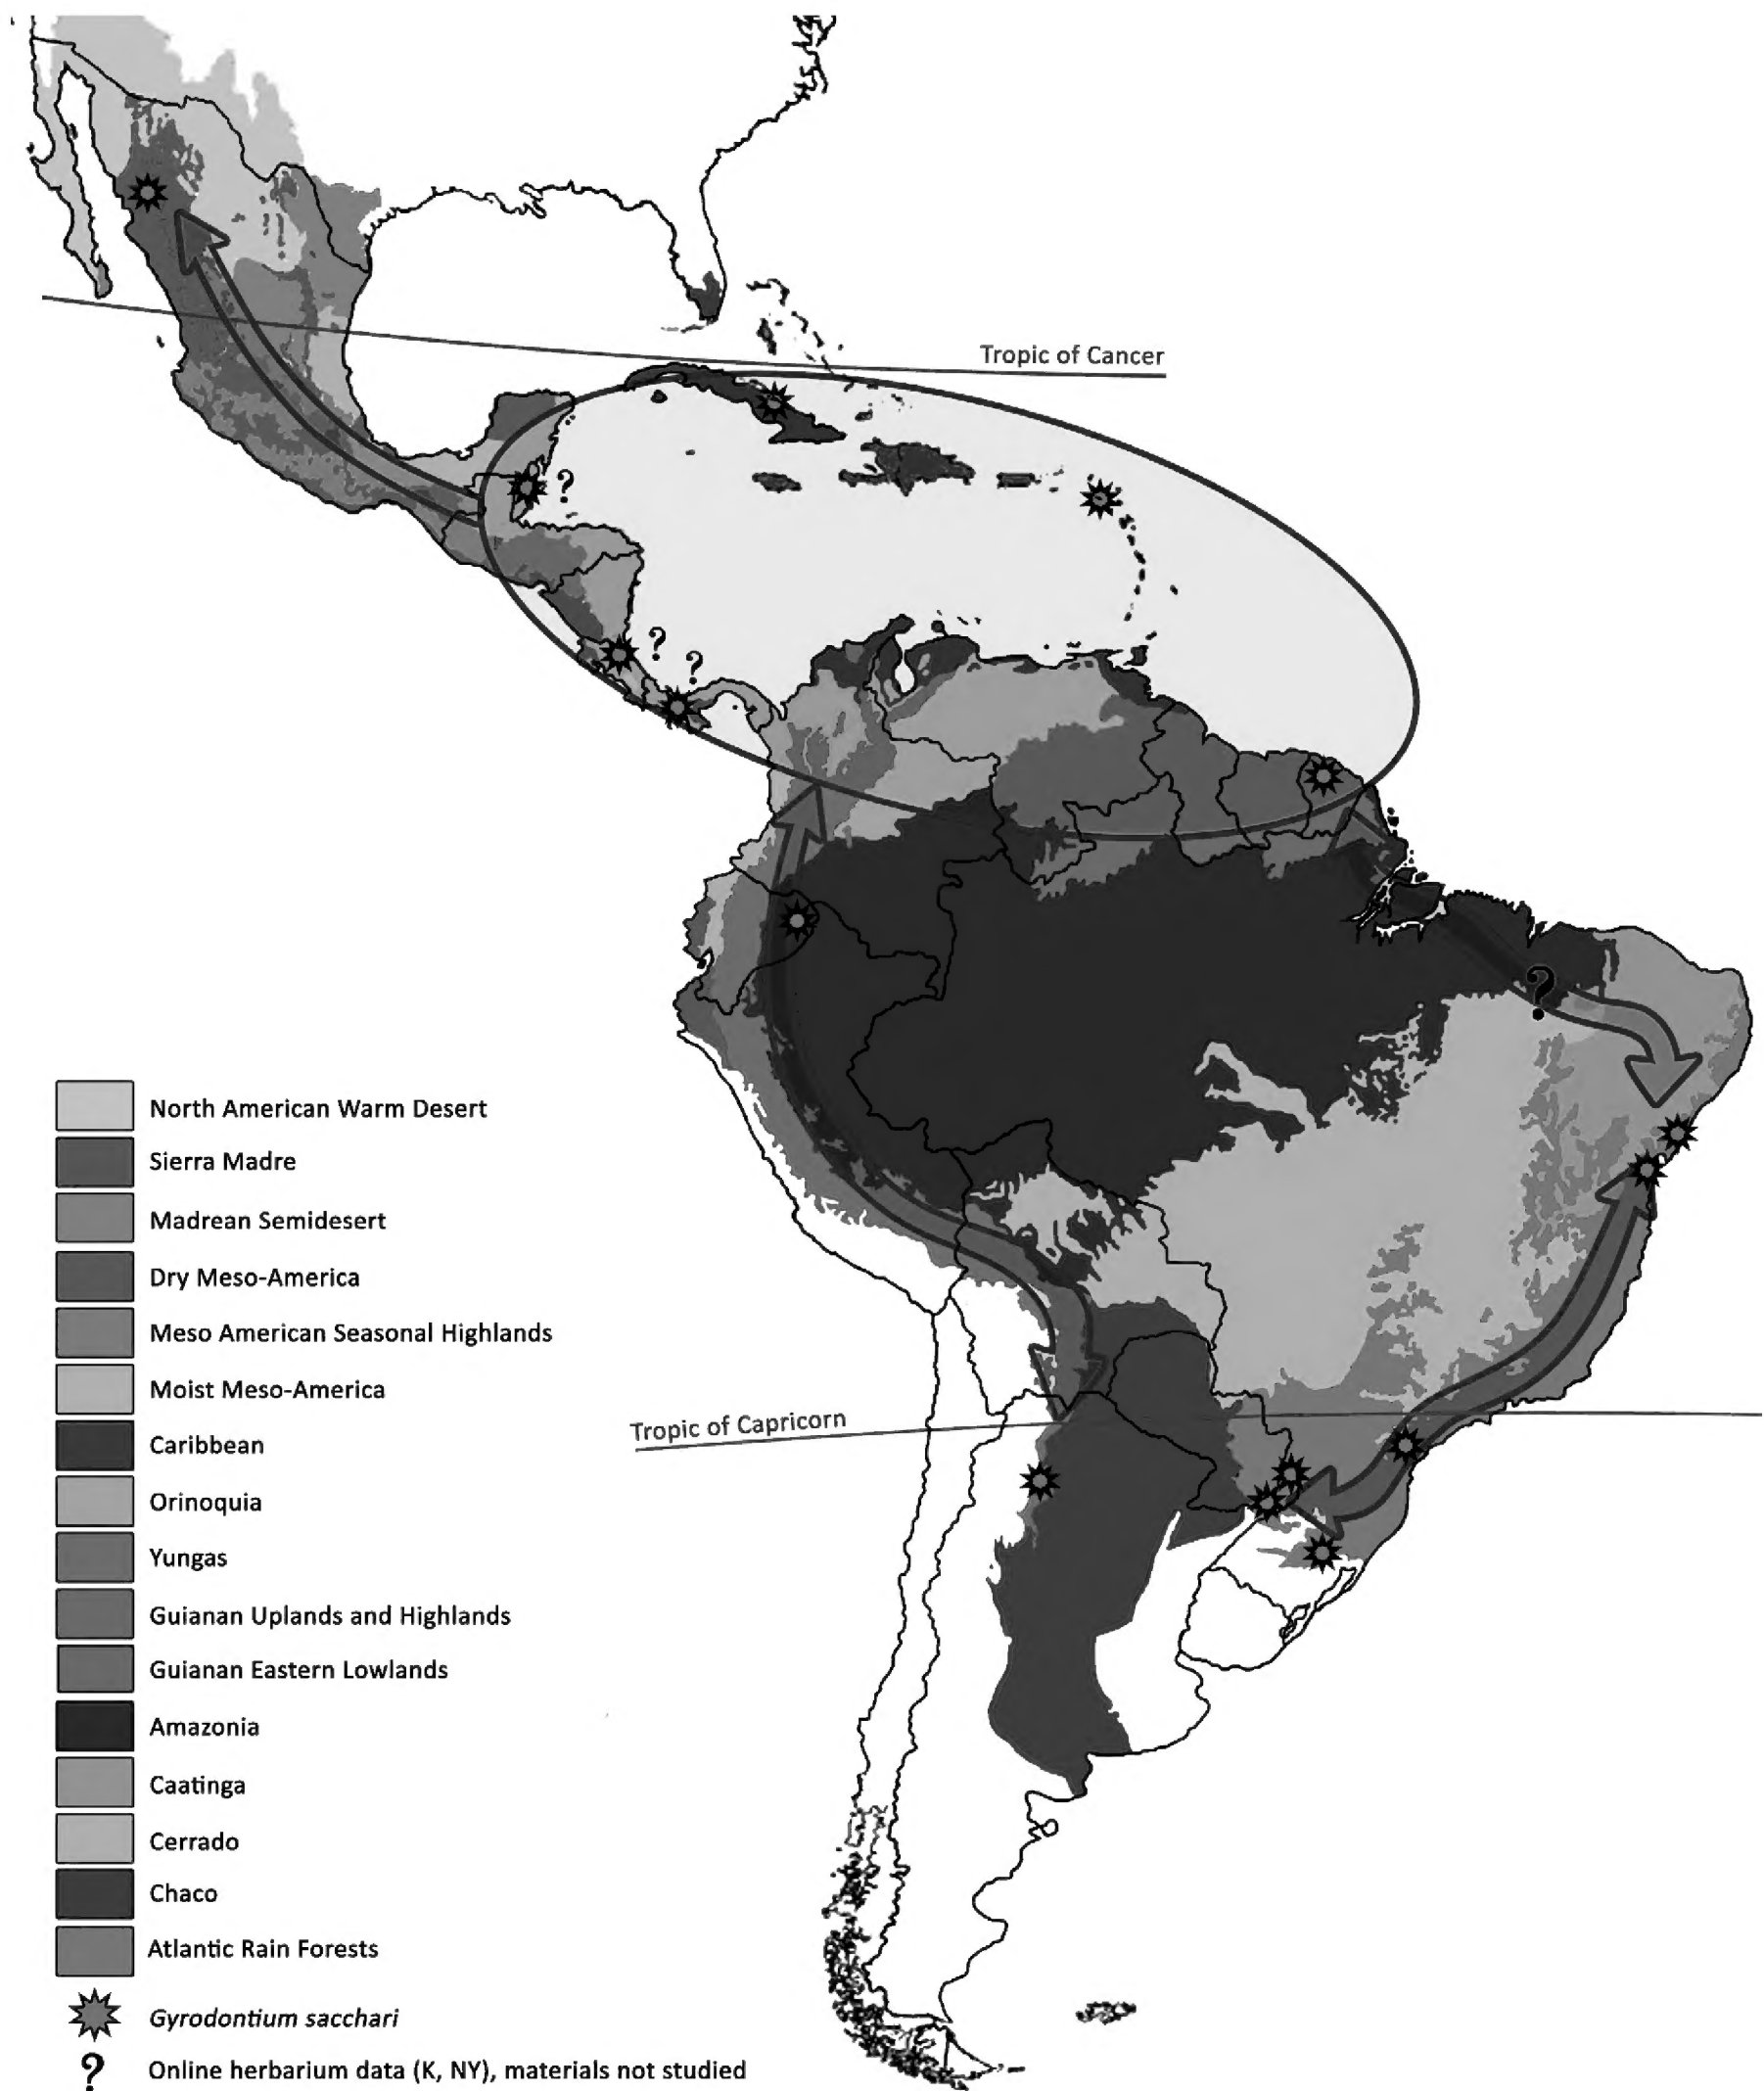 Tropic of Cancer
?
?
?
?
Tropic of Capricorn
North American Warm Desert
Sierra Madre
Madrean Semidesert
Dry Meso-America
Meso American Seasonal Highlands
Moist Meso-America
Caribbean
Orinoquia
Yungas
Guianan Uplands and Highlands
Guianan Eastern Lowlands
Amazonia
Caatinga
Cerrado
Chaco
Atlantic Rain Forests
Gyrodontium sacchari
? Online herbarium data (K, NY), materials not studied